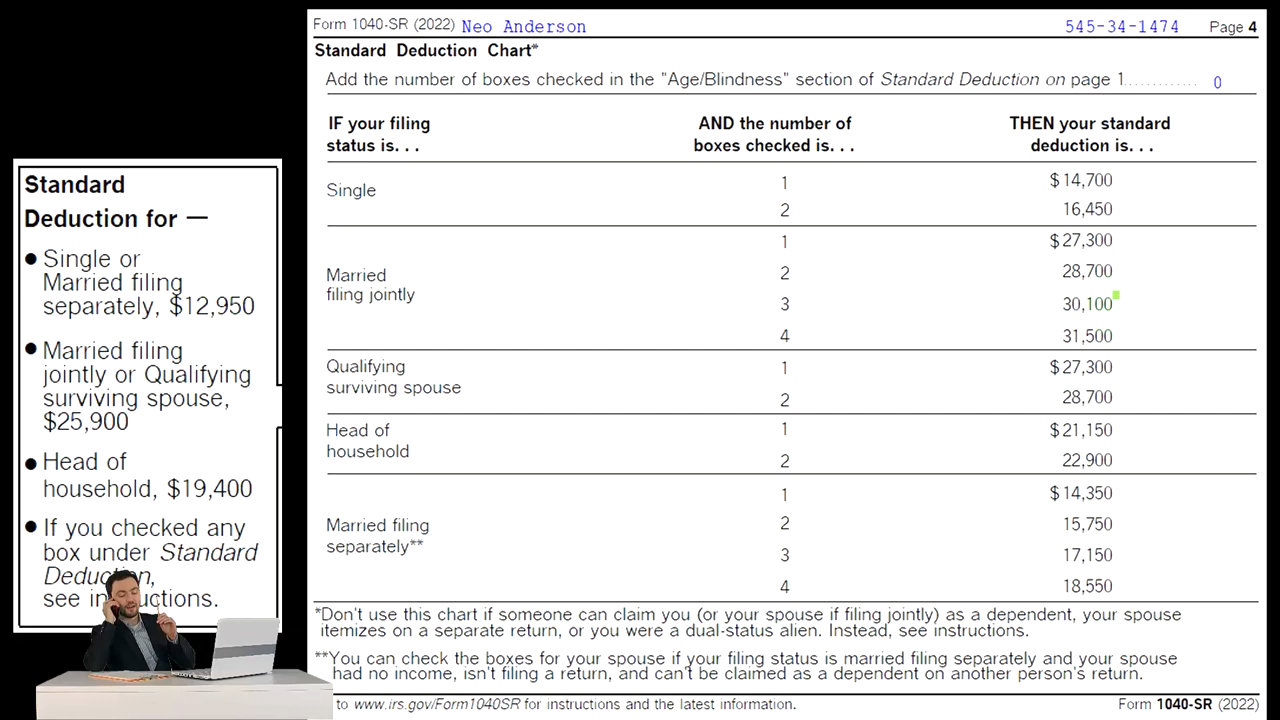 Standard
Deduction for —
● Single or
Married filing
separately, $12,950
● Married filing
jointly or Qualifying
surviving spouse,
$25,900
● Head of
household, $19,400
● If you checked any
box under Standard
Deduction,
see instructions.
Form 1040-SR (2022) Neo Anderson 545-34-1474 Page 4
Standard Deduction Chart*
Add the number of boxes checked in the "Age/Blindness" section of Standard Deduction on page 1............ 0
IF your filing AND the number of THEN your standard
status is. . . boxes checked is. . . deduction is. . .
Single
1 $14,700
2 16,450
Married
filing jointly
1 $27,300
2 28,700
3 30,100
4 31,500
Qualifying
surviving spouse
1 $27,300
2 28,700
Head of
household
1 $21,150
2 22,900
Married filing
separately**
1 $14,350
2 15,750
3 17,150
4 18,550
*Don't use this chart if someone can claim you (or your spouse if filing jointly) as a dependent, your spouse
itemizes on a separate return, or you were a dual-status alien. Instead, see instructions.
**You can check the boxes for your spouse if your filing status is married filing separately and your spouse
had no income, isn't filing a return, and can't be claimed as a dependent on another person's return.
to www.irs.gov/Form1040SR for instructions and the latest information. Form 1040-SR (2022)